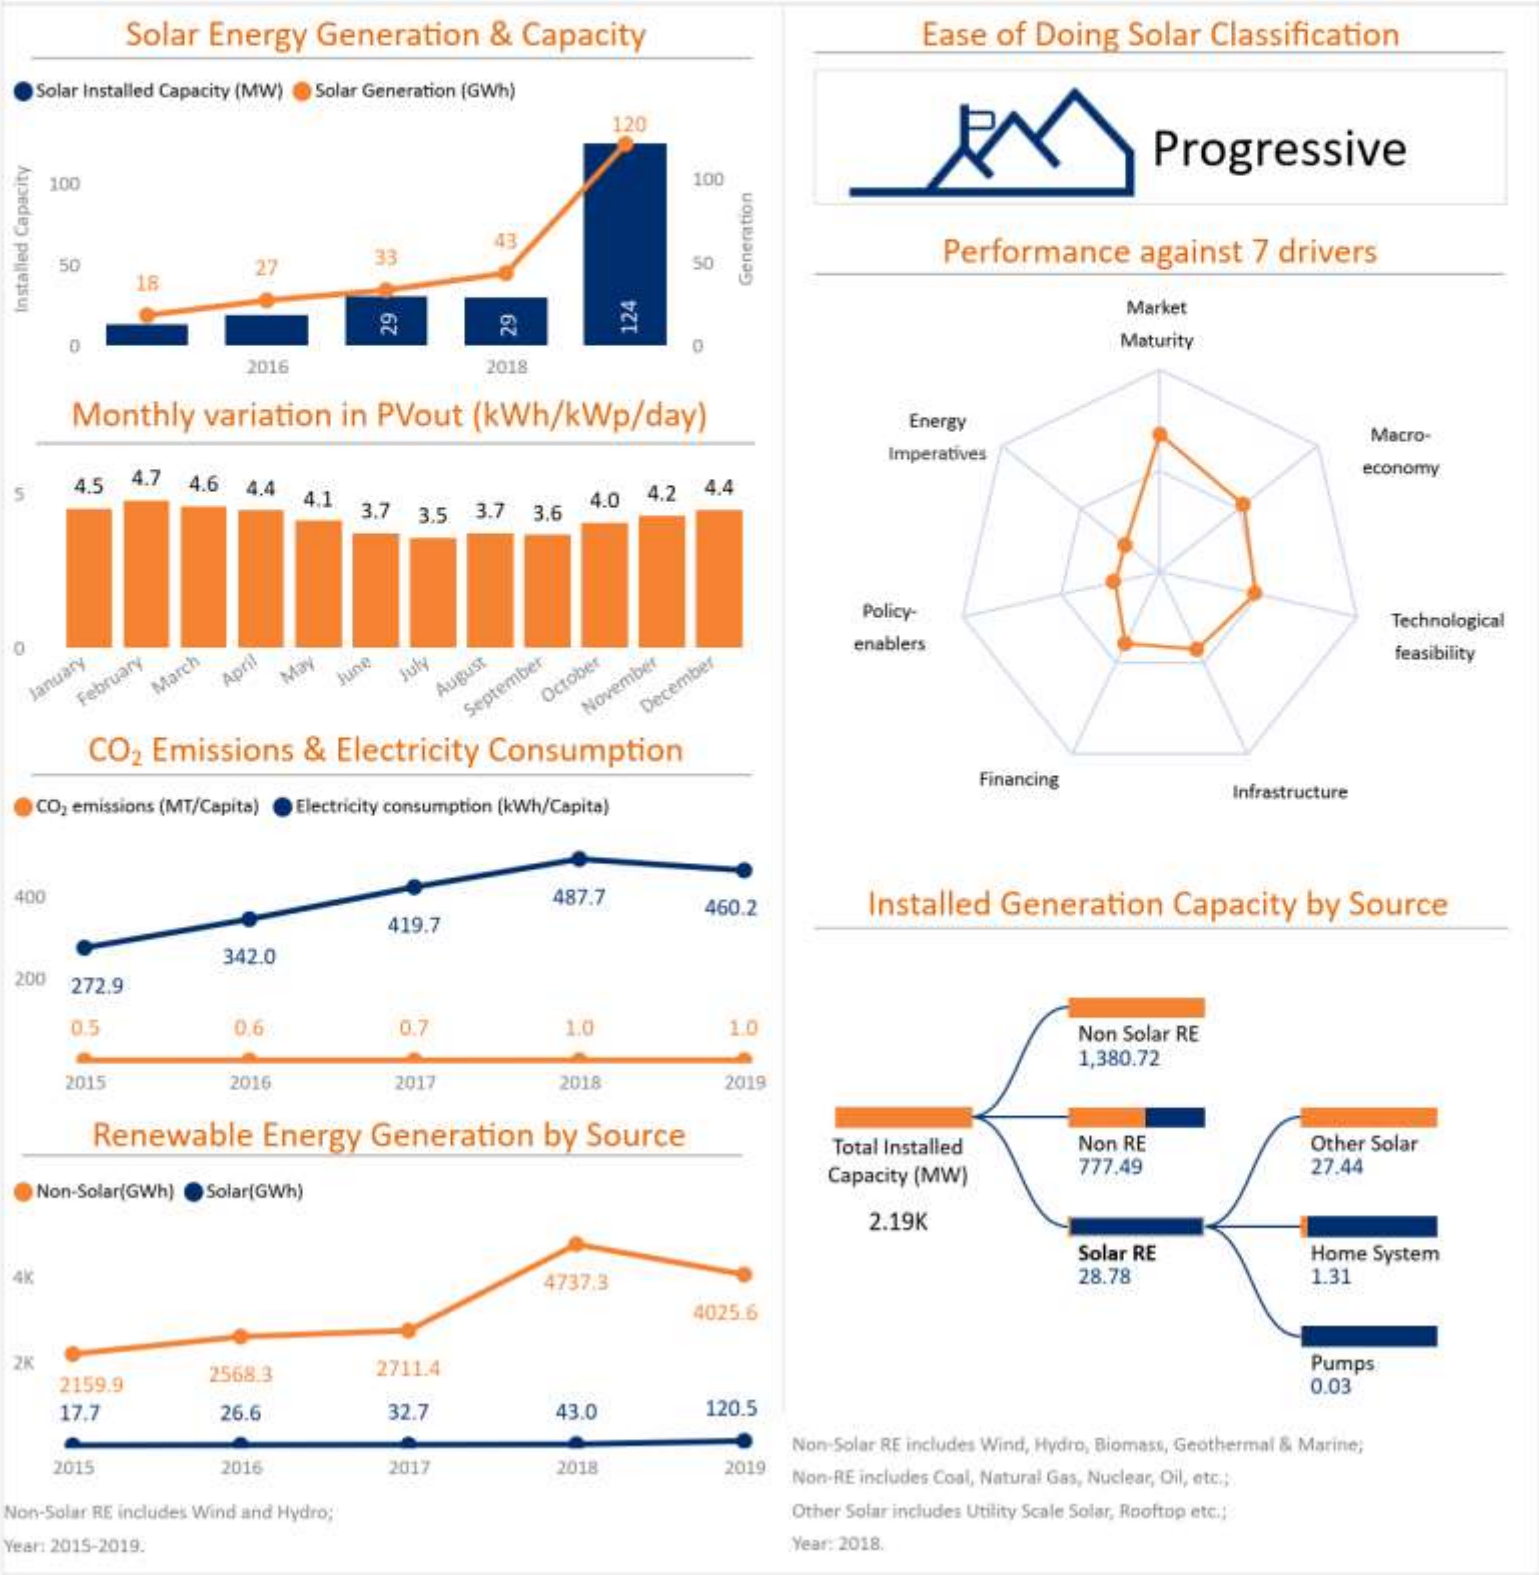 Solar Energy Generation & Capacity
Solar Installed Capacity (MW) Solar Generation (GWh)
Installed Capacity
100
50
0
18
27
33
43
120
29
29
124
100
50
0
Generation
2016
2018
Monthly variation in PVout (kWh/kWp/day)
5
0
4.5
4.7
4.6
4.4
4.1
3.7
3.5
3.7
3.6
4.0
4.2
4.4
January
February
March
April
May
June
July
August
September
October
November
December
CO₂ Emissions & Electricity Consumption
CO₂ emissions (MT/Capita) Electricity consumption (kWh/Capita)
400
200
272.9
342.0
419.7
487.7
460.2
0.5
0.6
0.7
1.0
1.0
2015
2016
2017
2018
2019
Renewable Energy Generation by Source
Non-Solar(GWh) Solar(GWh)
4K
2K
2159.9
2568.3
2711.4
4737.3
4025.6
17.7
26.6
32.7
43.0
120.5
2015
2016
2017
2018
2019
Non-Solar RE includes Wind and Hydro;
Year: 2015-2019.
Ease of Doing Solar Classification
Progressive
Performance against 7 drivers
Market
Maturity
Macro-
economy
Technological
feasibility
Infrastructure
Financing
Policy-
enablers
Energy
Imperatives
Installed Generation Capacity by Source
Total Installed
Capacity (MW)
2.19K
Non Solar RE
1,380.72
Non RE
777.49
Solar RE
28.78
Other Solar
27.44
Home System
1.31
Pumps
0.03
Non-Solar RE includes Wind, Hydro, Biomass, Geothermal & Marine;
Non-RE includes Coal, Natural Gas, Nuclear, Oil, etc.;
Other Solar includes Utility Scale Solar, Rooftop etc.;
Year: 2018.